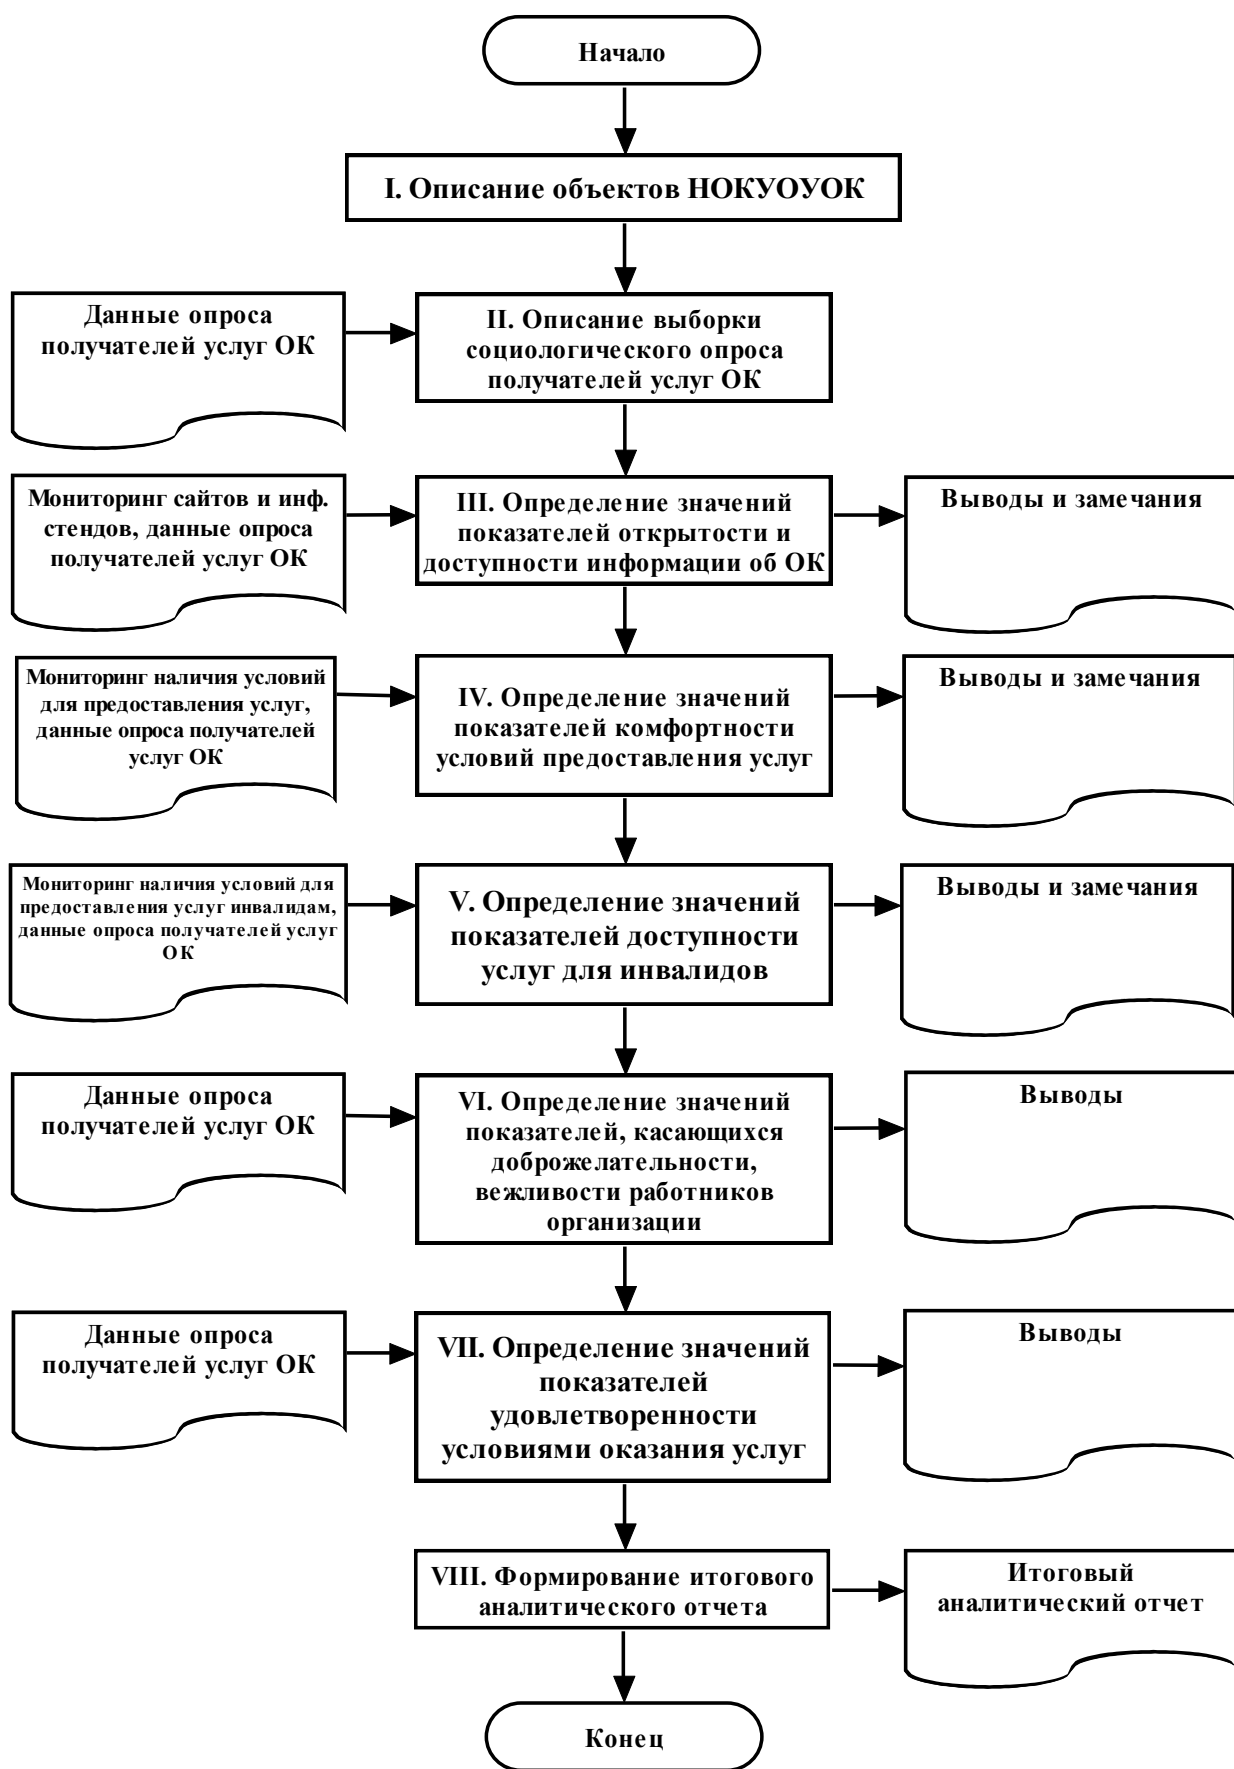 Начало
I. Описание объектов НОКУОУОК
Данные опроса
получателей услуг ОК
II. Описание выборки
социологического опроса
получателей услуг ОК
Мониторинг сайтов и инф.
стендов, данные опроса
получателей услуг ОК
III. Определение значений
показателей открытости и
доступности информации об ОК
Выводы и замечания
Мониторинг наличия условий
для предоставления услуг,
данные опроса получателей
услуг ОК
IV. Определение значений
показателей комфортности
условий предоставления услуг
Выводы и замечания
Мониторинг наличия условий для
предоставления услуг инвалидам,
данные опроса получателей услуг
ОК
V. Определение значений
показателей доступности
услуг для инвалидов
Выводы и замечания
Данные опроса
получателей услуг ОК
VI. Определение значений
показателей, касающихся
доброжелательности,
вежливости работников
организации
Выводы
Данные опроса
получателей услуг ОК
VII. Определение значений
показателей
удовлетворенности
условиями оказания услуг
Выводы
VIII. Формирование итогового
аналитического отчета
Итоговый
аналитический отчет
Конец